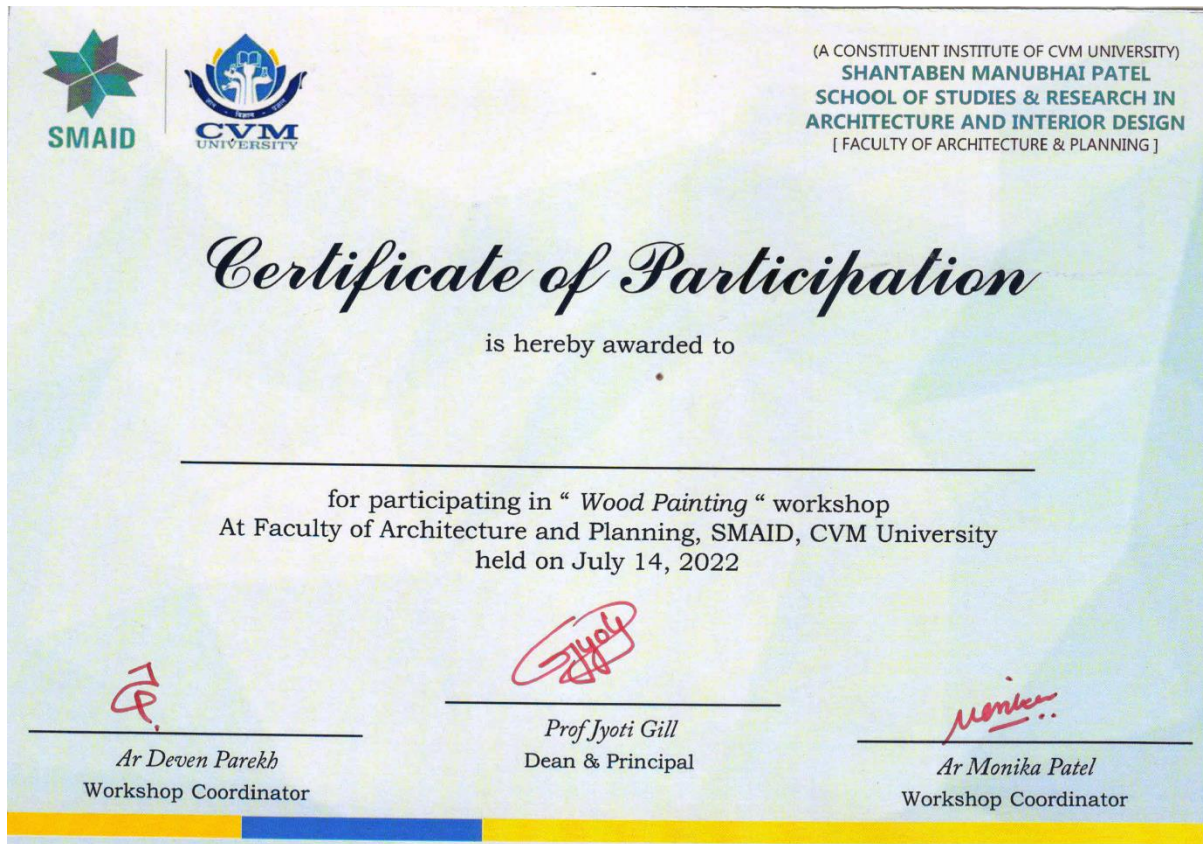 SMAID
CVM
UNIVERSITY
(A CONSTITUENT INSTITUTE OF CVM UNIVERSITY)
SHANTABEN MANUBHAI PATEL
SCHOOL OF STUDIES & RESEARCH IN
ARCHITECTURE AND INTERIOR DESIGN
[ FACULTY OF ARCHITECTURE & PLANNING ]
Certificate of Participation
is hereby awarded to
for participating in “ Wood Painting “ workshop
At Faculty of Architecture and Planning, SMAID, CVM University
held on July 14, 2022
Ar Deven Parekh
Workshop Coordinator
Prof Jyoti Gill
Dean & Principal
Ar Monika Patel
Workshop Coordinator